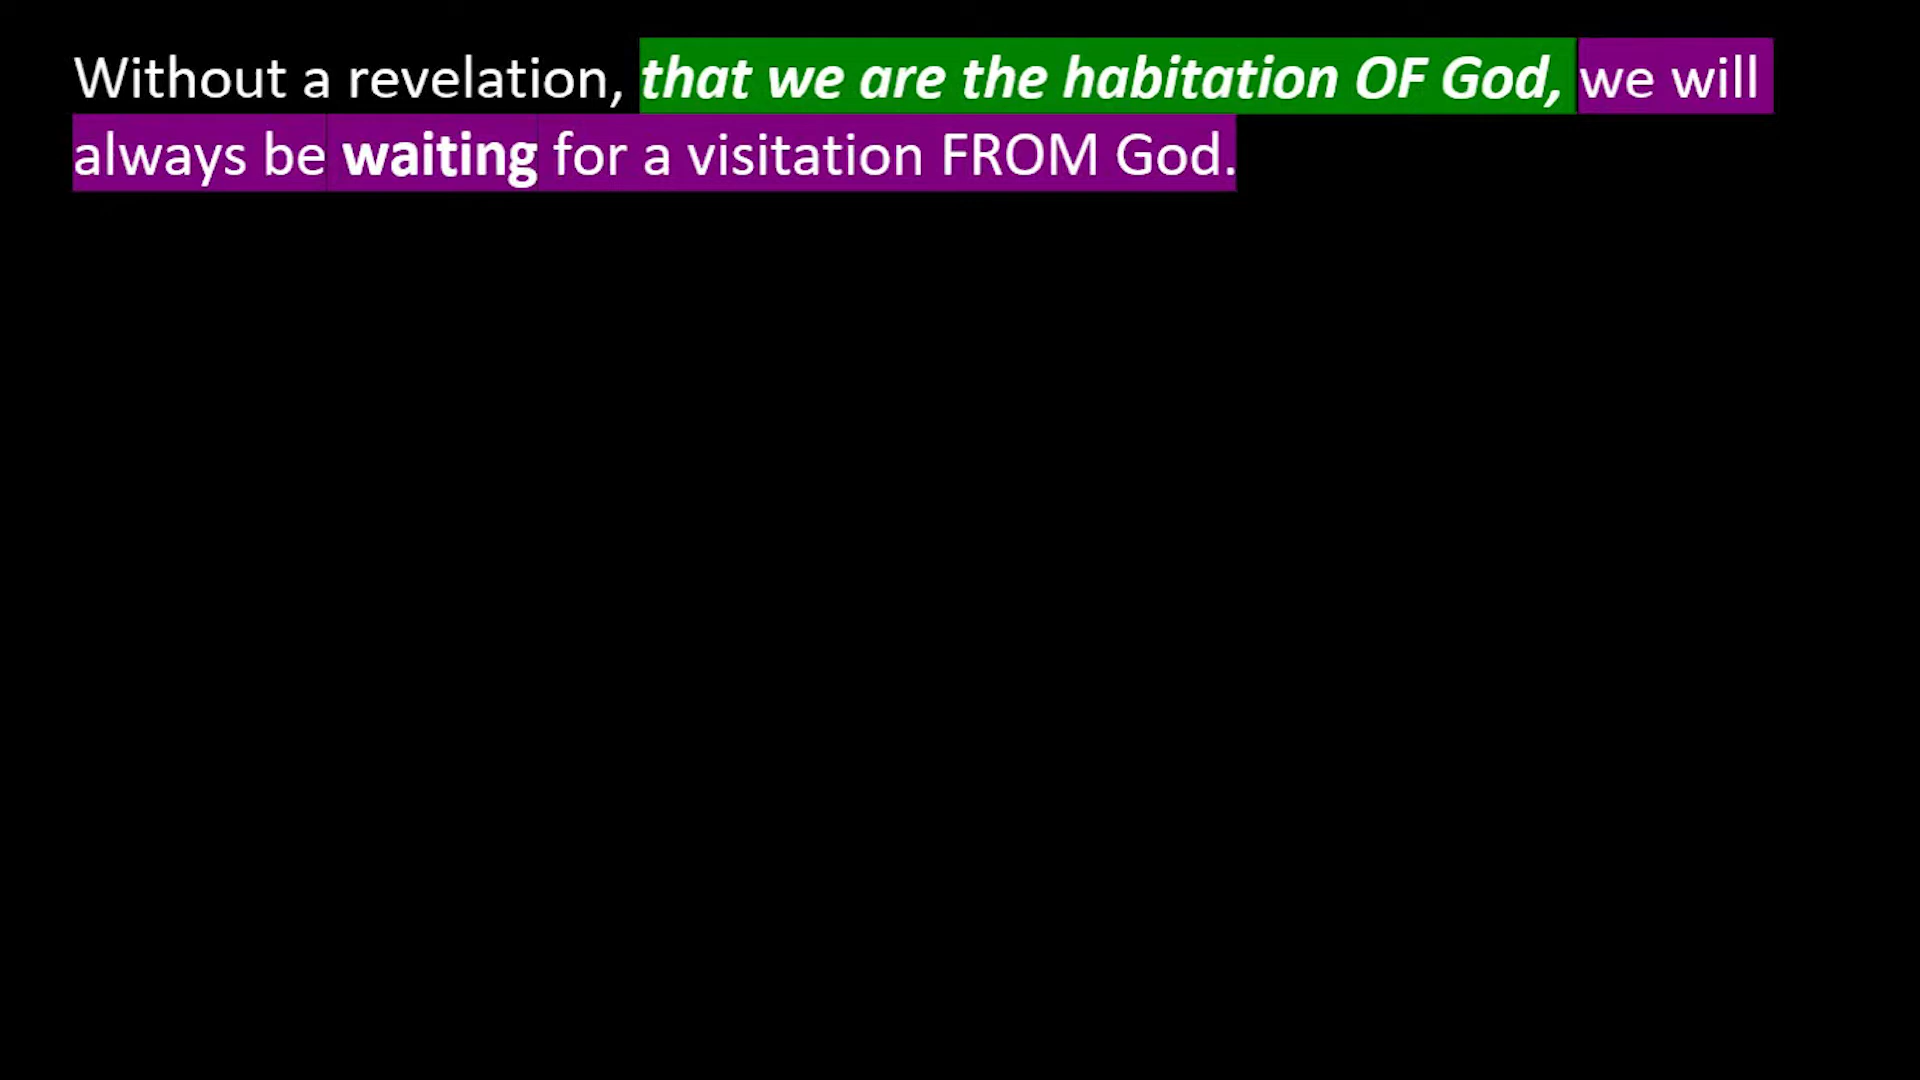 Without a revelation, that we are the habitation OF God, we will
always be waiting for a visitation FROM God.